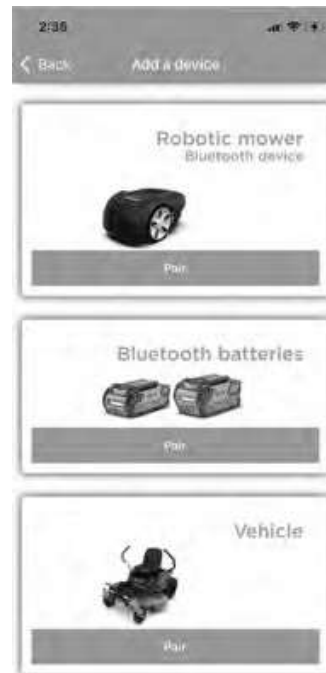 2:35
Back Add a device
Robotic mower
Bluetooth device
Pair
Bluetooth batteries
Pair
Vehicle
Pair